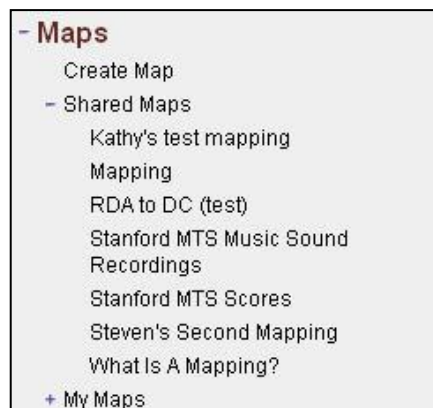 - Maps
Create Map
- Shared Maps
Kathy's test mapping
Mapping
RDA to DC (test)
Stanford MTS Music Sound
Recordings
Stanford MTS Scores
Steven's Second Mapping
What Is A Mapping?
+ My Maps